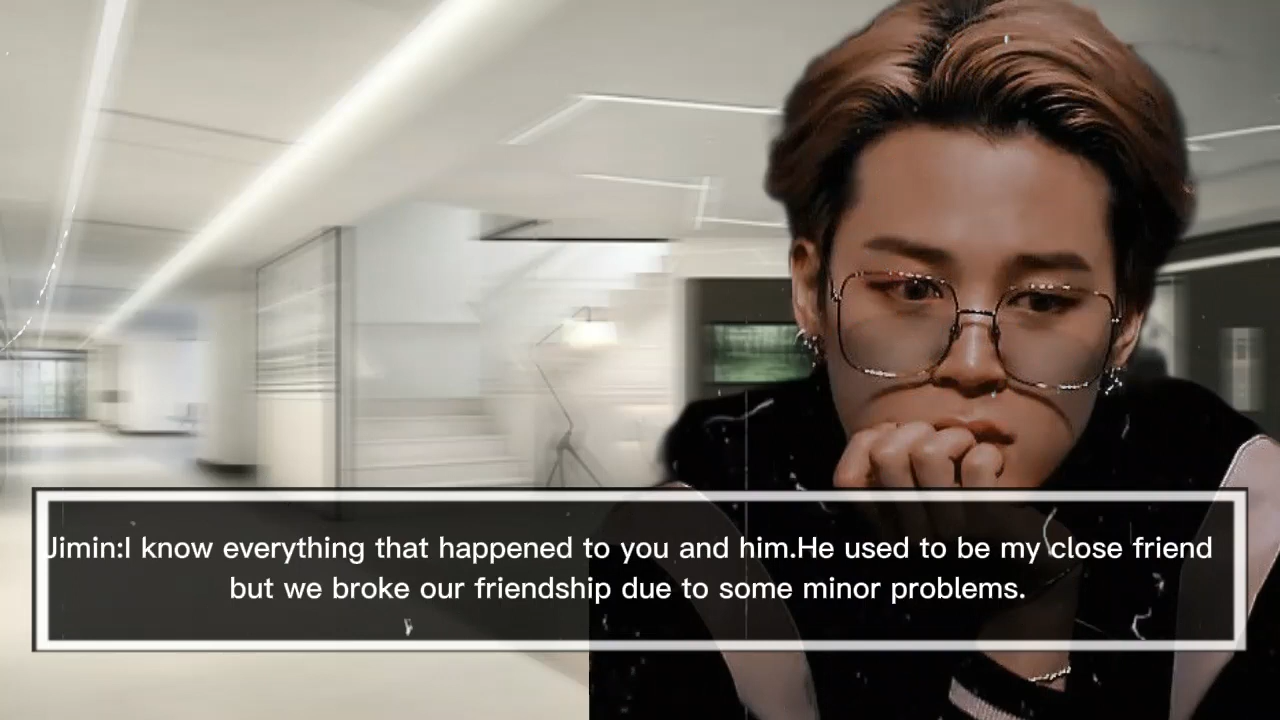 Jimin:I know everything that happened to you and him.He used to be my close friend
but we broke our friendship due to some minor problems.